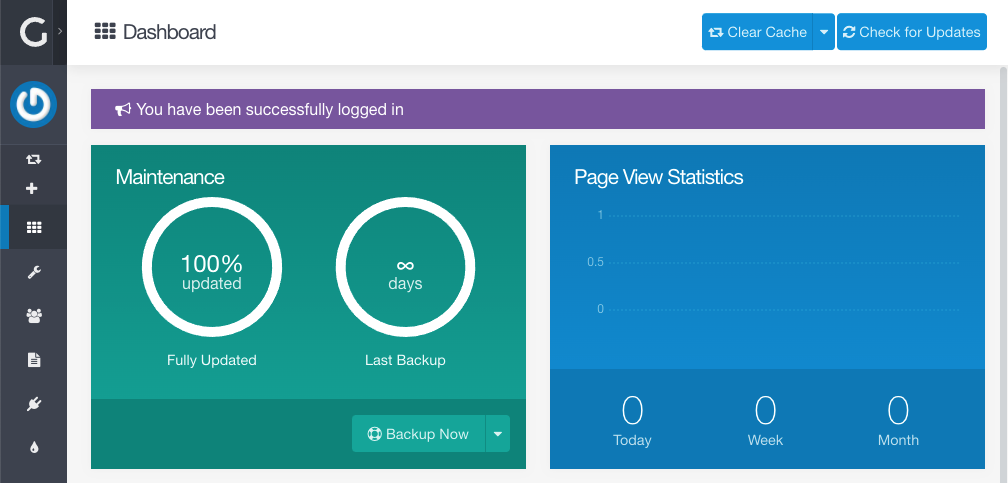 Dashboard
Clear Cache
Check for Updates
You have been successfully logged in
Maintenance
100%
updated
Fully Updated
∞
days
Last Backup
Backup Now
Page View Statistics
1
0.5
0
0
Today
0
Week
0
Month